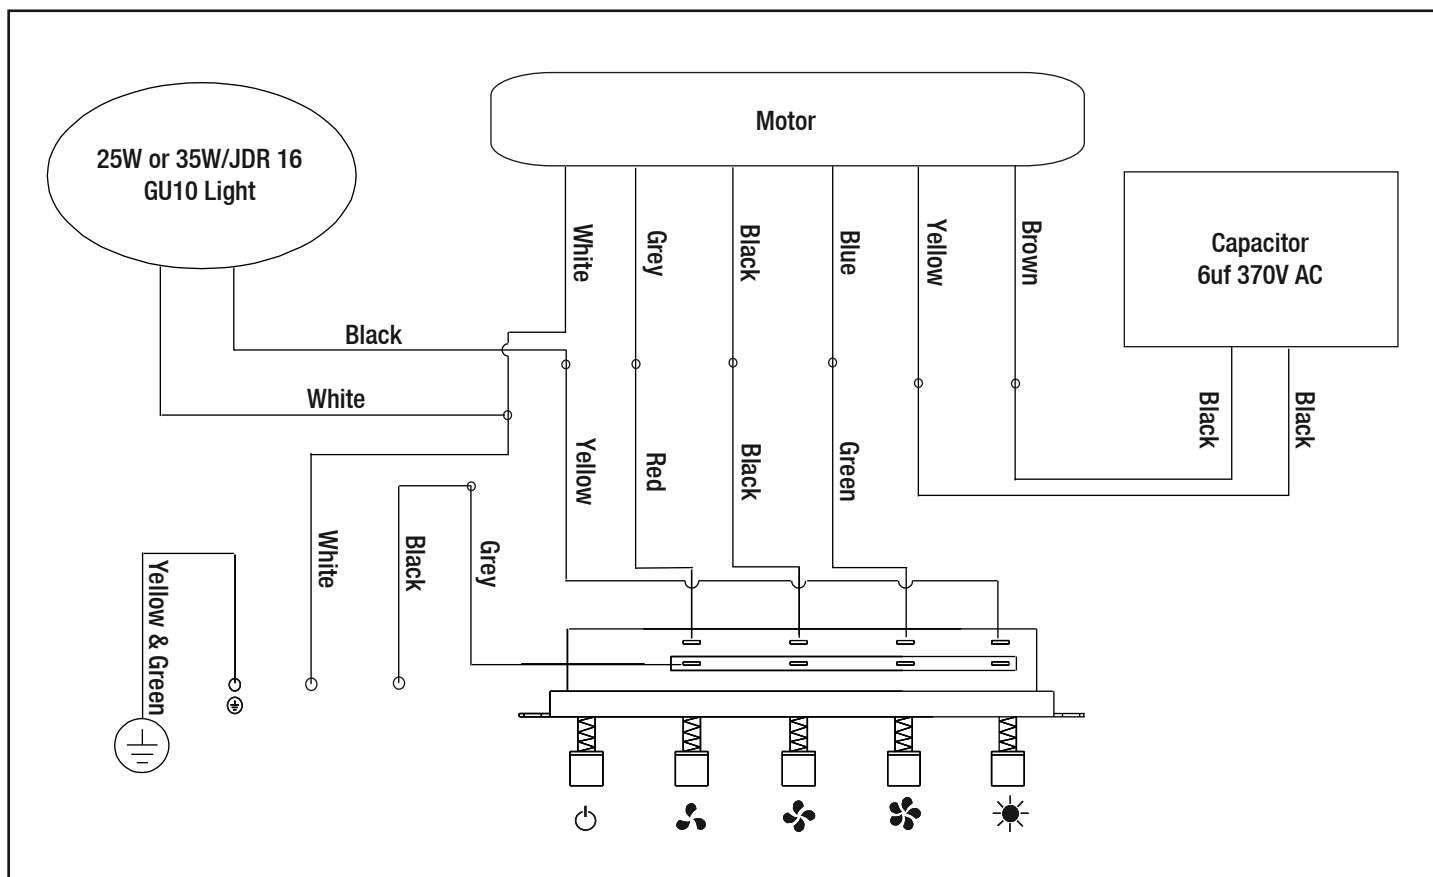 25W or 35W/JDR 16
GU10 Light
Motor
Capacitor
6uf 370V AC
White
Grey
Black
Blue
Yellow
Brown
Black
White
Yellow
Red
Black
Green
Black
Black
White
Black
Grey
Yellow & Green